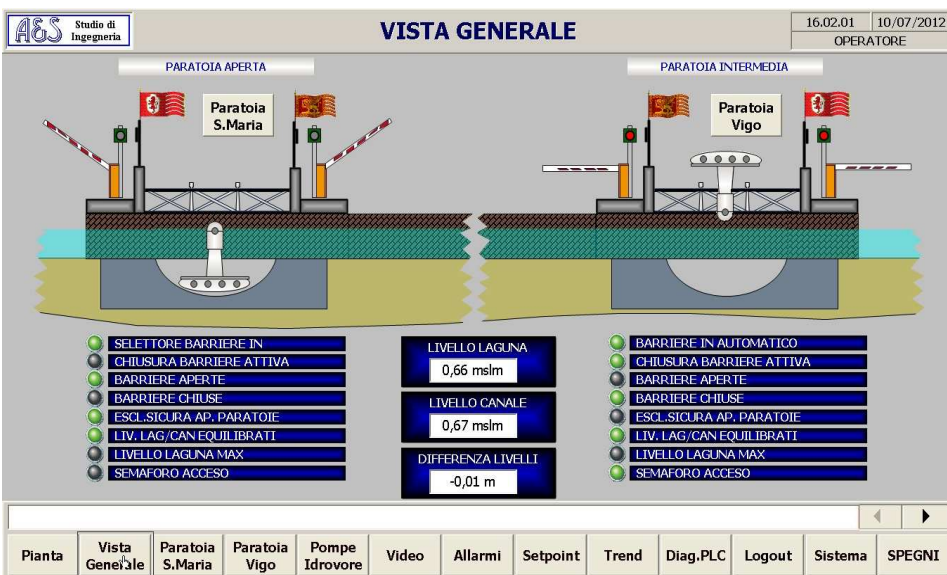 A&S Studio di
Ingegneria
VISTA GENERALE
16.02.01 10/07/2012
OPERATORE
PARATOIA APERTA
PARATOIA INTERMEDIA
Paratoia
S.Maria
Paratoia
Vigo
SELETTORE BARRIERE IN
CHIUSURA BARRIERE ATTIVA
BARRIERE APERTE
BARRIERE CHIUSE
ESCL.SICURA AP. PARATOIE
LIV. LAG/CAN EQUILIBRATI
LIVELLO LAGUNA MAX
SEMAFORO ACCESO
LIVELLO LAGUNA
0,66 mslm
LIVELLO CANALE
0,67 mslm
DIFFERENZA LIVELLI
-0,01 m
BARRIERE IN AUTOMATICO
CHIUSURA BARRIERE ATTIVA
BARRIERE APERTE
BARRIERE CHIUSE
ESCL.SICURA AP. PARATOIE
LIV. LAG/CAN EQUILIBRATI
LIVELLO LAGUNA MAX
SEMAFORO ACCESO
Pianta
Vista
Generale
Paratoia
S.Maria
Paratoia
Vigo
Pompe
Idrovore
Video
Allarmi
Setpoint
Trend
Diag.PLC
Logout
Sistema
SPEGNI